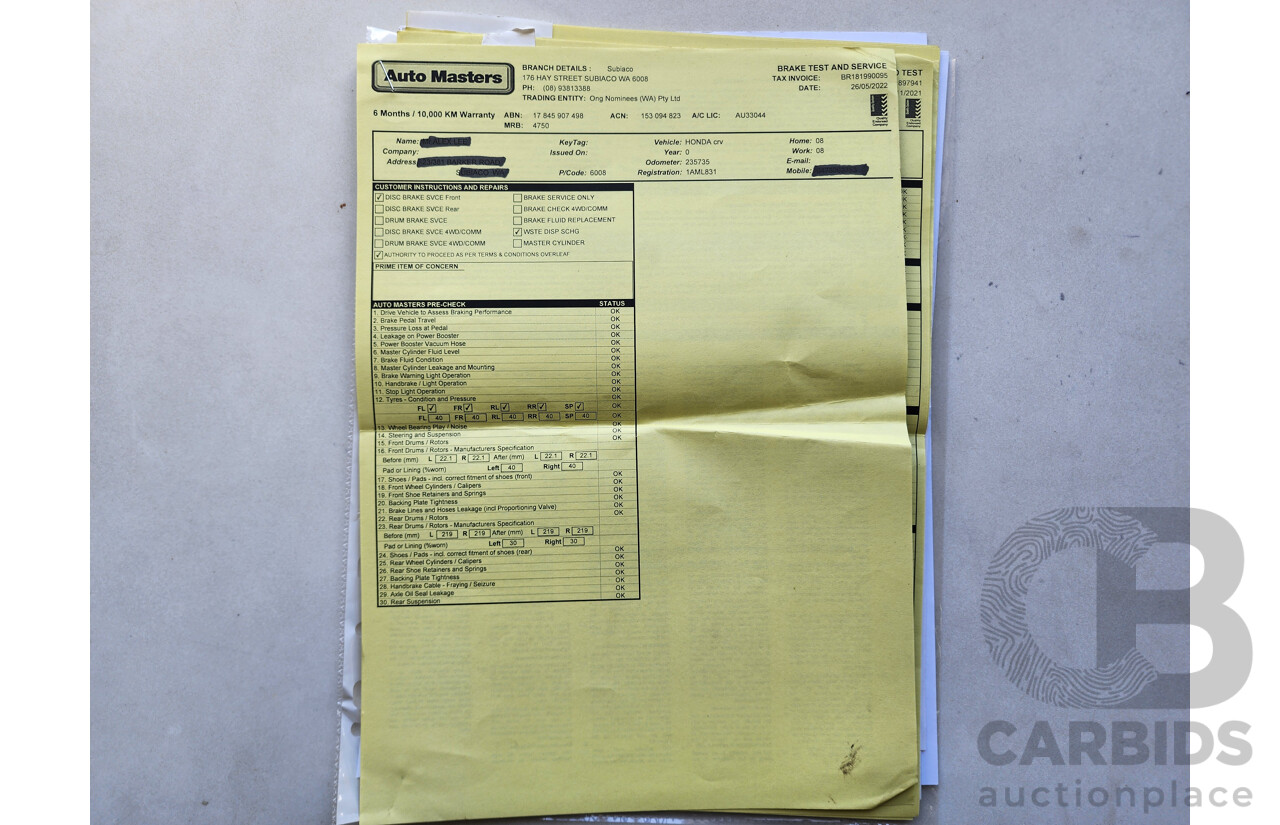 Auto Masters
BRANCH DETAILS : Subiaco
176 HAY STREET SUBIACO WA 6008
PH: (08) 93813388
TRADING ENTITY: Ong Nominees (WA) Pty Ltd
BRAKE TEST AND SERVICE
TAX INVOICE: BR181990095
DATE: 26/05/2022
TEST
897941
1/2021
6 Months / 10,000 KM Warranty
ABN: 17 845 907 498 ACN: 153 094 823 A/C LIC: AU33044
MRB: 4750
Name: KeyTag: Vehicle: HONDA crv Home: 08
Company: Issued On: Year: 0 Work: 08
Address Odometer: 235735 E-mail:
SUBIACO WA P/Code: 6008 Registration: 1AML831 Mobile:
CUSTOMER INSTRUCTIONS AND REPAIRS
DISC BRAKE SVCE Front BRAKE SERVICE ONLY
DISC BRAKE SVCE Rear BRAKE CHECK 4WD/COMM
DRUM BRAKE SVCE BRAKE FLUID REPLACEMENT
DISC BRAKE SVCE 4WD/COMM WSTE DISP SCHG
DRUM BRAKE SVCE 4WD/COMM MASTER CYLINDER
AUTHORITY TO PROCEED AS PER TERMS & CONDITIONS OVERLEAF
PRIME ITEM OF CONCERN
AUTO MASTERS PRE-CHECK STATUS
1. Drive Vehicle to Assess Braking Performance OK
2. Brake Pedal Travel OK
3. Pressure Loss at Pedal OK
4. Leakage on Power Booster OK
5. Power Booster Vacuum Hose OK
6. Master Cylinder Fluid Level OK
7. Brake Fluid Condition OK
8. Master Cylinder Leakage and Mounting OK
9. Brake Warning Light Operation OK
10. Handbrake / Light Operation OK
11. Stop Light Operation OK
12. Tyres - Condition and Pressure OK
FL FR RL RR SP OK
FL 40 FR 40 RL 40 RR 40 SP 40 OK
13. Wheel Bearing Play / Noise OK
14. Steering and Suspension OK
15. Front Drums / Rotors OK
16. Front Drums / Rotors - Manufacturers Specification
Before (mm) L 22.1 R 22.1 After (mm) L 22.1 R 22.1
Pad or Lining (%worn) Left 40 Right 40
17. Shoes / Pads - incl. correct fitment of shoes (front) OK
18. Front Wheel Cylinders / Calipers OK
19. Front Shoe Retainers and Springs OK
20. Backing Plate Tightness OK
21. Brake Lines and Hoses Leakage (incl Proportioning Valve) OK
22. Rear Drums / Rotors OK
23. Rear Drums / Rotors - Manufacturers Specification
Before (mm) L 219 R 219 After (mm) L 219 R 219
Pad or Lining (%worn) Left 30 Right 30
24. Shoes / Pads - incl. correct fitment of shoes (rear) OK
25. Rear Wheel Cylinders / Calipers OK
26. Rear Shoe Retainers and Springs OK
27. Backing Plate Tightness OK
28. Handbrake Cable - Fraying / Seizure OK
29. Axle Oil Seal Leakage OK
30. Rear Suspension OK
CB
CARBIDS
auctionplace